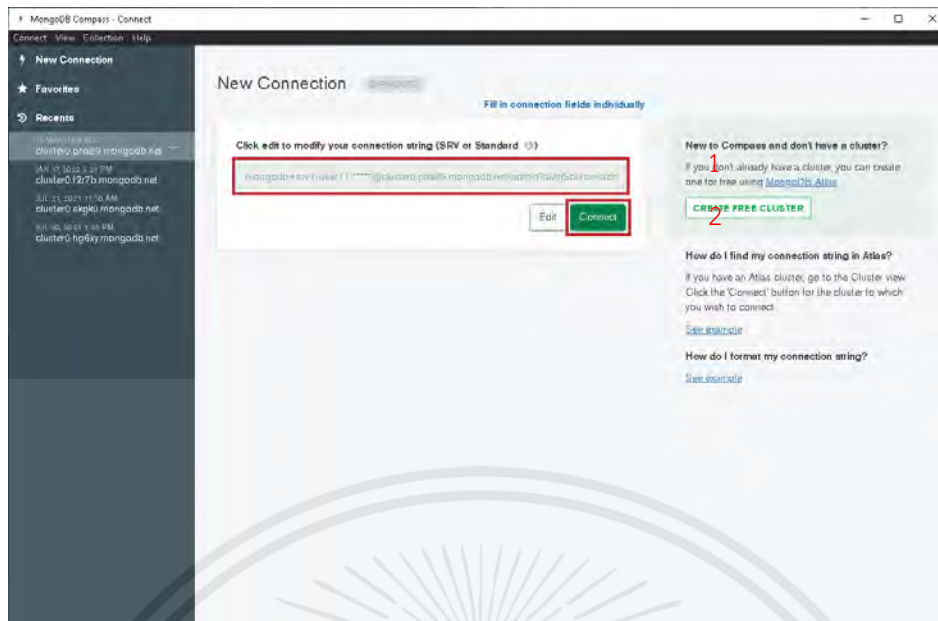 MongoDB Compass - Connect
Connect View Collection Help
New Connection
Favorites
Recents
cluster0.pna89.mongodb.net
cluster0.f2r7b.mongodb.net
cluster0.akpku.mongodb.net
cluster0.hg6xy.mongodb.net
New Connection
Fill in connection fields individually
Click edit to modify your connection string (SRV or Standard)
Edit
Connect
New to Compass and don't have a cluster?
1
If you don't already have a cluster, you can create
one for free using MongoDB Atlas
CREATE FREE CLUSTER
2
How do I find my connection string in Atlas?
If you have an Atlas cluster, go to the Cluster view.
Click the 'Connect' button for the cluster to which
you wish to connect.
See example
How do I format my connection string?
See example